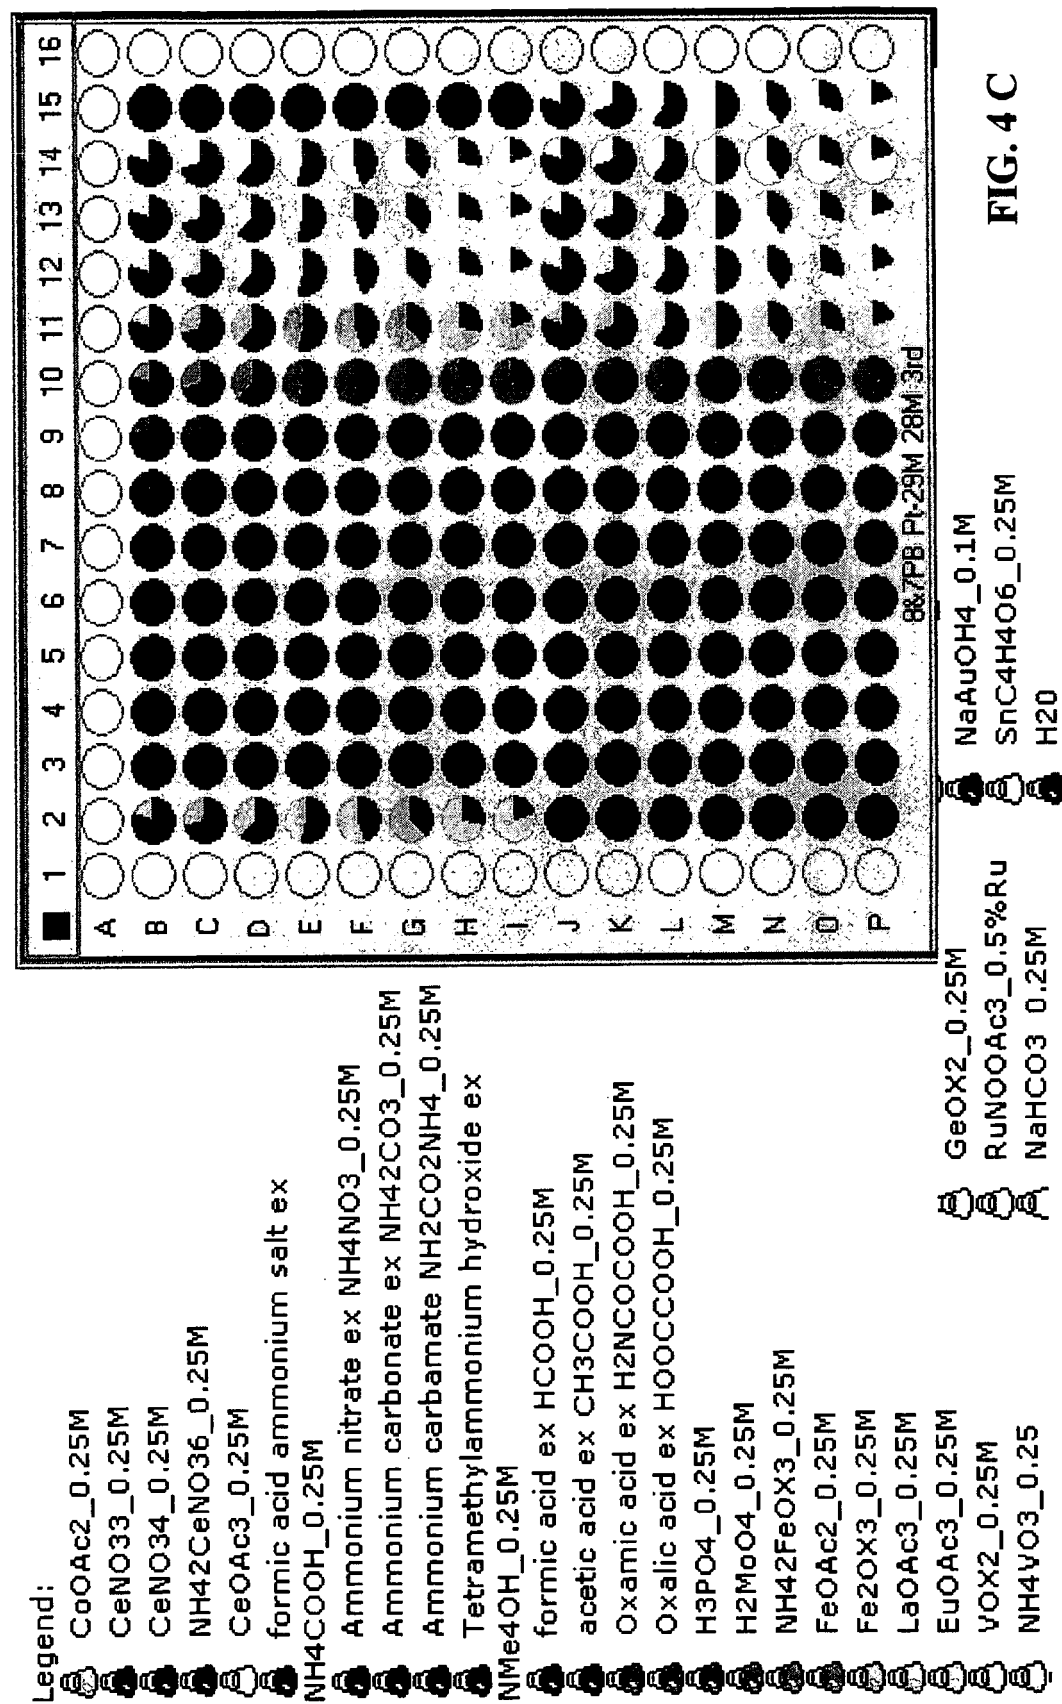 Legend:
CoOAc2_0.25M
CeNO33_0.25M
CeNO34_0.25M
NH42CeNO36_0.25M
CeOAc3_0.25M
formic acid ammonium salt ex
NH4COOH_0.25M
Ammonium nitrate ex NH4NO3_0.25M
Ammonium carbonate ex NH42CO3_0.25M
Ammonium carbamate NH2CO2NH4_0.25M
Tetramethylammonium hydroxide ex
NMe4OH_0.25M
formic acid ex HCOOH_0.25M
acetic acid ex CH3COOH_0.25M
Oxamic acid ex H2NCOCOOH_0.25M
Oxalic acid ex HOOCCOOH_0.25M
H3PO4_0.25M
H2MoO4_0.25M
NH42FeOX3_0.25M
FeOAc2_0.25M
Fe2OX3_0.25M
LaOAc3_0.25M
EuOAc3_0.25M
VOX2_0.25M
NH4VO3_0.25
GeOX2_0.25M
RuNOOAc3_0.5%Ru
NaHCO3 0.25M
NaAuOH4_0.1M
SnC4H4O6_0.25M
H2O
1 2 3 4 5 6 7 8 9 10 11 12 13 14 15 16
A
B
C
D
E
F
G
H
I
J
K
L
M
N
O
P
8&7PB Pt-29M 28M 3rd
FIG. 4 C